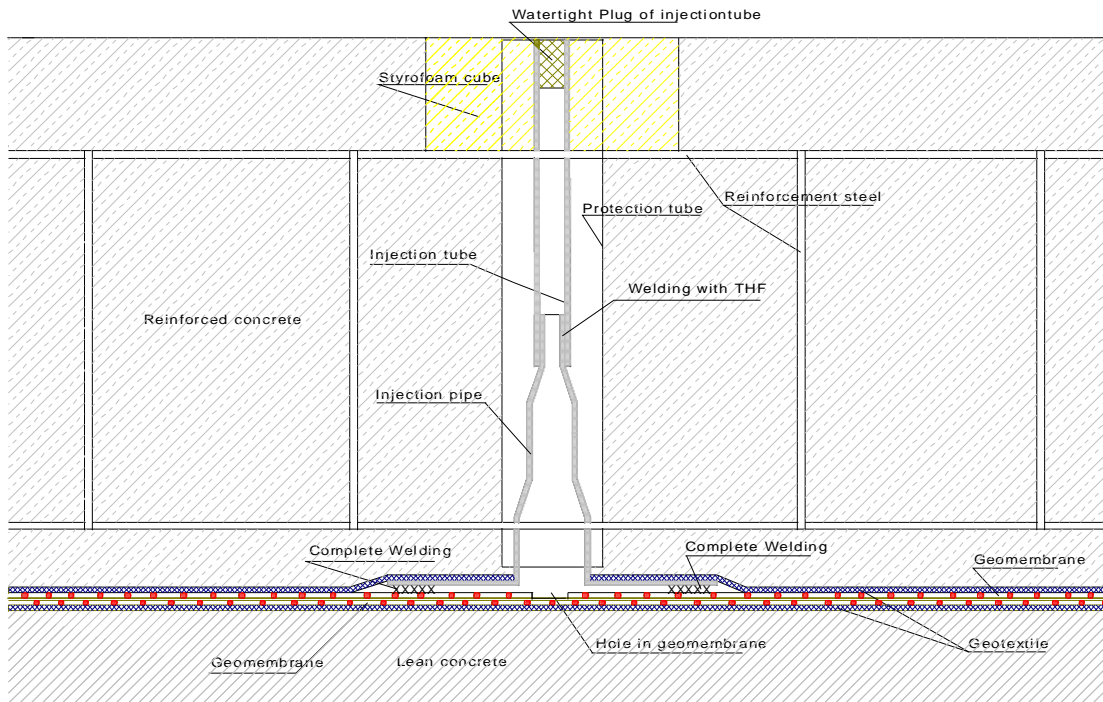 Watertight Plug of injectiontube
Styrofoam cube
Reinforcement steel
Protection tube
Injection tube
Welding with THF
Reinforced concrete
Injection pipe
Complete Welding
Complete Welding
Geomembrane
Hole in geomembrane
Geotextile
Geomembrane
Lean concrete